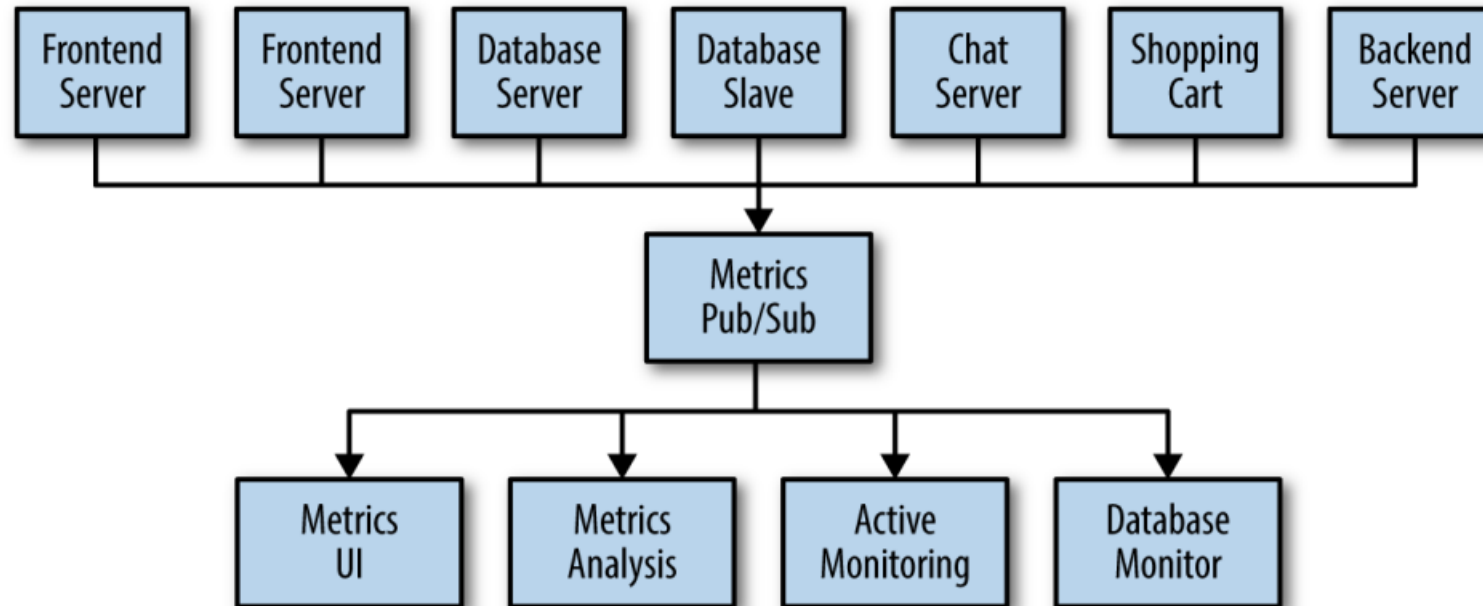 Frontend
Server
Frontend
Server
Database
Server
Database
Slave
Chat
Server
Shopping
Cart
Backend
Server
Metrics
Pub/Sub
Metrics
UI
Metrics
Analysis
Active
Monitoring
Database
Monitor